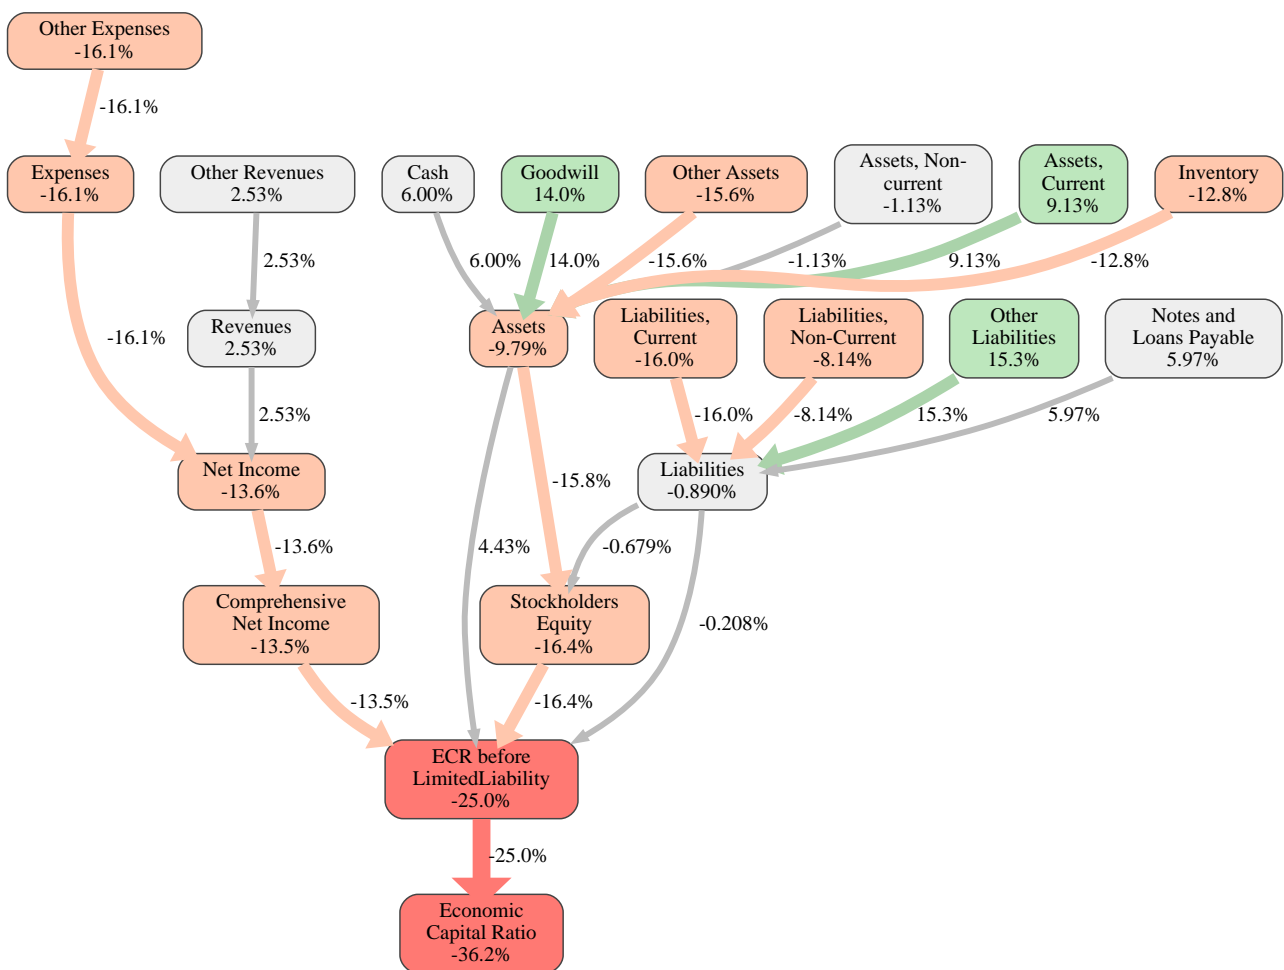 Other Expenses
-16.1%
-16.1%
Expenses
-16.1%
Other Revenues
2.53%
Cash
6.00%
Goodwill
14.0%
Other Assets
-15.6%
Assets, Non-
current
-1.13%
Assets,
Current
9.13%
Inventory
-12.8%
2.53%
6.00%
14.0%
-15.6%
-1.13%
9.13%
-12.8%
-16.1%
Revenues
2.53%
Assets
-9.79%
Liabilities,
Current
-16.0%
Liabilities,
Non-Current
-8.14%
Other
Liabilities
15.3%
Notes and
Loans Payable
5.97%
2.53%
-16.0%
-8.14%
15.3%
5.97%
Net Income
-13.6%
-15.8%
Liabilities
-0.890%
-13.6%
4.43%
-0.679%
Comprehensive
Net Income
-13.5%
Stockholders
Equity
-16.4%
-0.208%
-13.5%
-16.4%
ECR before
LimitedLiability
-25.0%
-25.0%
Economic
Capital Ratio
-36.2%